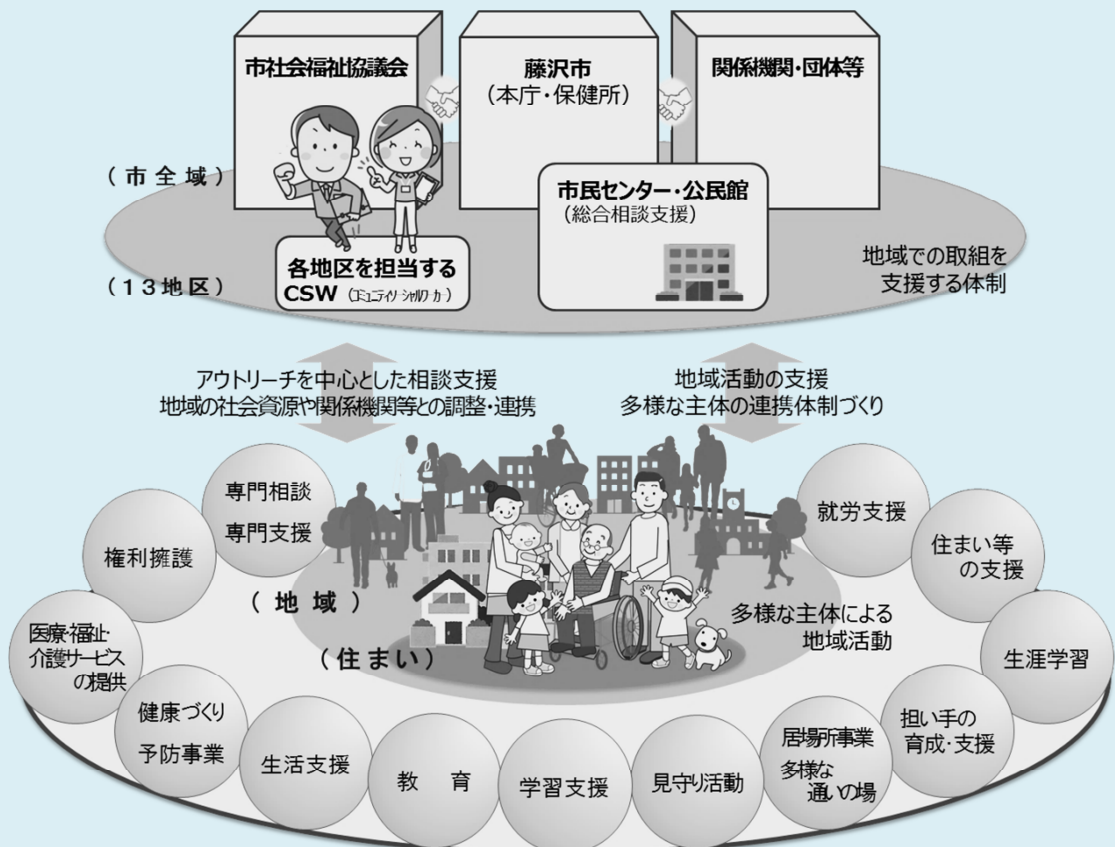 市社会福祉協議会
藤沢市
(本庁・保健所)
関係機関・団体等
(市全域)
市民センター・公民館
(総合相談支援)
各地区を担当する
CSW (コミュニティソーシャルワーカー)
(13地区)
地域での取組を
支援する体制
アウトリーチを中心とした相談支援
地域の社会資源や関係機関等との調整・連携
地域活動の支援
多様な主体の連携体制づくり
専門相談
専門支援
権利擁護
医療・福祉・
介護サービス
の提供
健康づくり
予防事業
生活支援
教 育
学習支援
見守り活動
居場所事業
多様な
通いの場
担い手の
育成・支援
生涯学習
住まい等
の支援
就労支援
(地域)
(住まい)
多様な主体による
地域活動